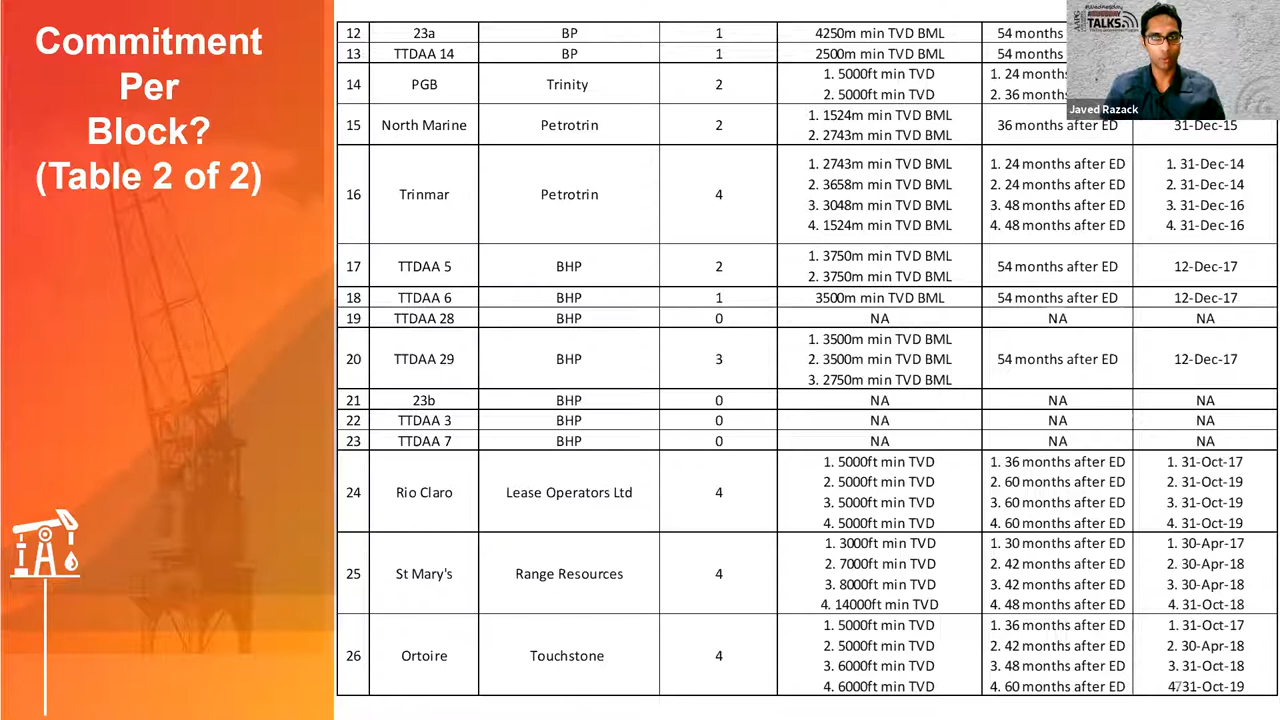 Commitment
Per
Block?
(Table 2 of 2)
#Wednesday
TALKS
AAPG
Javed Razack
12 23a BP 1 4250m min TVD BML 54 months
13 TTDAA 14 BP 1 2500m min TVD BML 54 months
14 PGB Trinity 2 1. 5000ft min TVD 1. 24 months
2. 5000ft min TVD 2. 36 months
15 North Marine Petrotrin 2 1. 1524m min TVD BML 36 months after ED 31-Dec-15
2. 2743m min TVD BML
16 Trinmar Petrotrin 4 1. 2743m min TVD BML 1. 24 months after ED 1. 31-Dec-14
2. 3658m min TVD BML 2. 24 months after ED 2. 31-Dec-14
3. 3048m min TVD BML 3. 48 months after ED 3. 31-Dec-16
4. 1524m min TVD BML 4. 48 months after ED 4. 31-Dec-16
17 TTDAA 5 BHP 2 1. 3750m min TVD BML 54 months after ED 12-Dec-17
2. 3750m min TVD BML
18 TTDAA 6 BHP 1 3500m min TVD BML 54 months after ED 12-Dec-17
19 TTDAA 28 BHP 0 NA NA NA
20 TTDAA 29 BHP 3 1. 3500m min TVD BML 54 months after ED 12-Dec-17
2. 3500m min TVD BML
3. 2750m min TVD BML
21 23b BHP 0 NA NA NA
22 TTDAA 3 BHP 0 NA NA NA
23 TTDAA 7 BHP 0 NA NA NA
24 Rio Claro Lease Operators Ltd 4 1. 5000ft min TVD 1. 36 months after ED 1. 31-Oct-17
2. 5000ft min TVD 2. 60 months after ED 2. 31-Oct-19
3. 5000ft min TVD 3. 60 months after ED 3. 31-Oct-19
4. 5000ft min TVD 4. 60 months after ED 4. 31-Oct-19
25 St Mary's Range Resources 4 1. 3000ft min TVD 1. 30 months after ED 1. 30-Apr-17
2. 7000ft min TVD 2. 42 months after ED 2. 30-Apr-18
3. 8000ft min TVD 3. 42 months after ED 3. 30-Apr-18
4. 14000ft min TVD 4. 48 months after ED 4. 31-Oct-18
26 Ortoire Touchstone 4 1. 5000ft min TVD 1. 36 months after ED 1. 31-Oct-17
2. 5000ft min TVD 2. 42 months after ED 2. 30-Apr-18
3. 6000ft min TVD 3. 48 months after ED 3. 31-Oct-18
4. 6000ft min TVD 4. 60 months after ED 4. 31-Oct-19